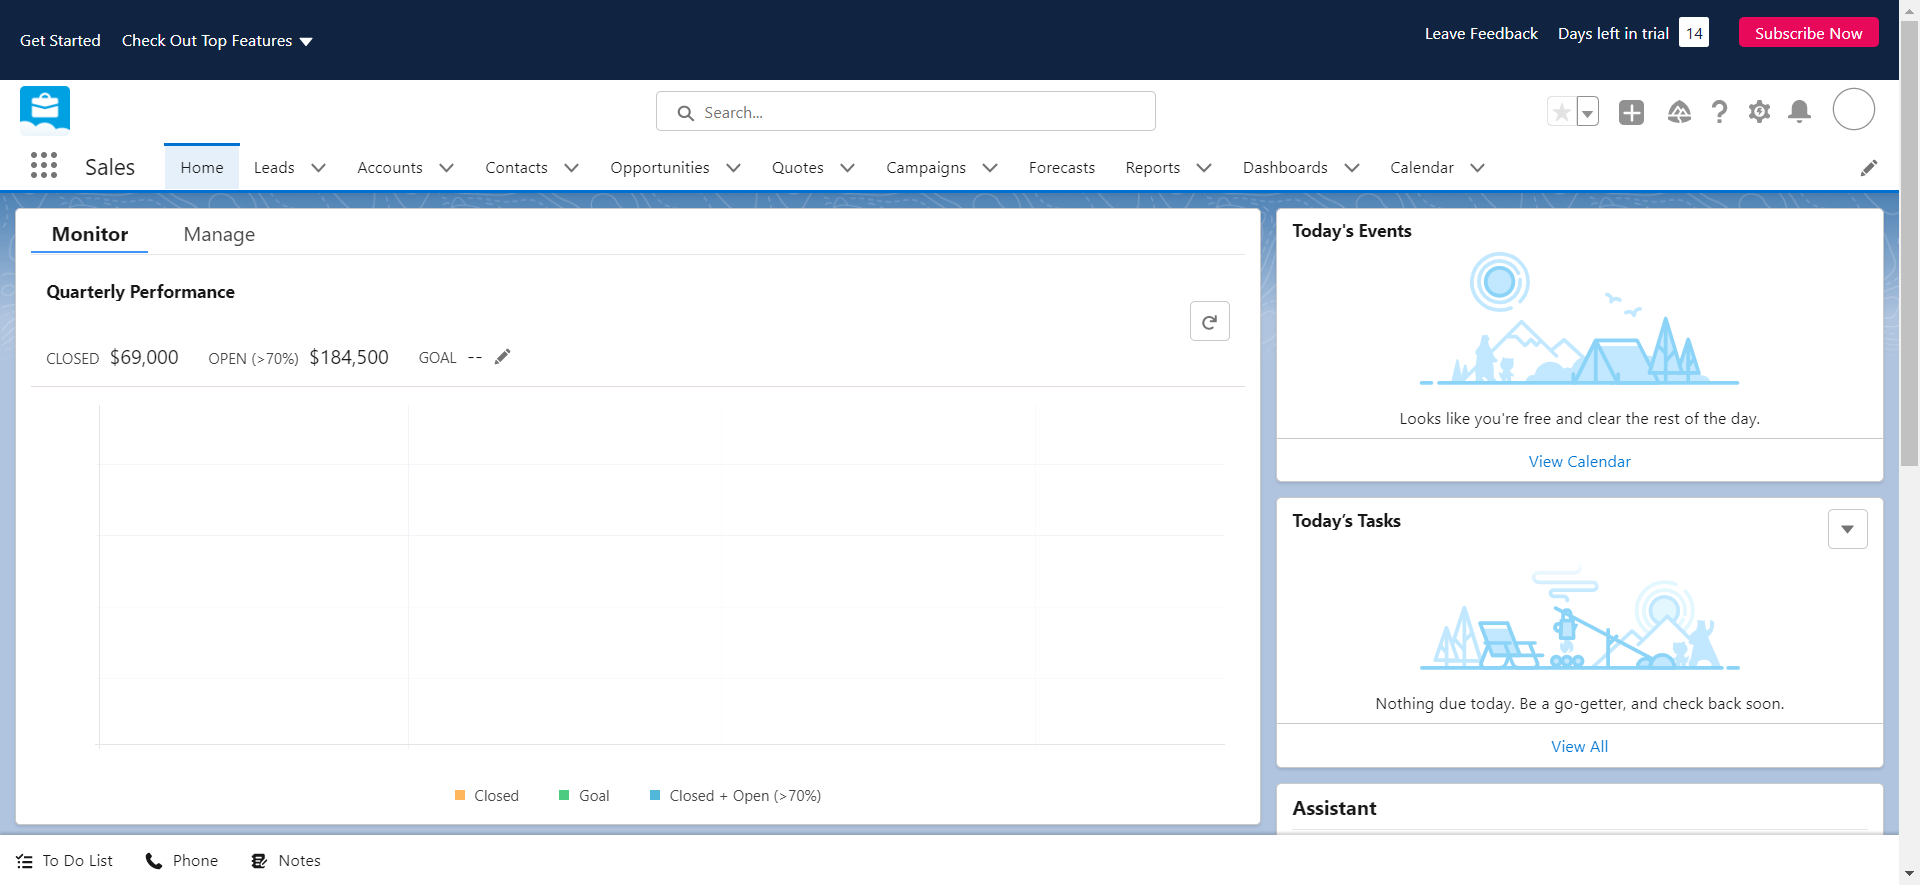 Get Started Check Out Top Features Leave Feedback Days left in trial 14 Subscribe Now
Search...
Sales Home Leads Accounts Contacts Opportunities Quotes Campaigns Forecasts Reports Dashboards Calendar
Monitor Manage
Quarterly Performance
CLOSED $69,000 OPEN (>70%) $184,500 GOAL --
Closed Goal Closed + Open (>70%)
Today's Events
Looks like you're free and clear the rest of the day.
View Calendar
Today’s Tasks
Nothing due today. Be a go-getter, and check back soon.
View All
Assistant
To Do List Phone Notes